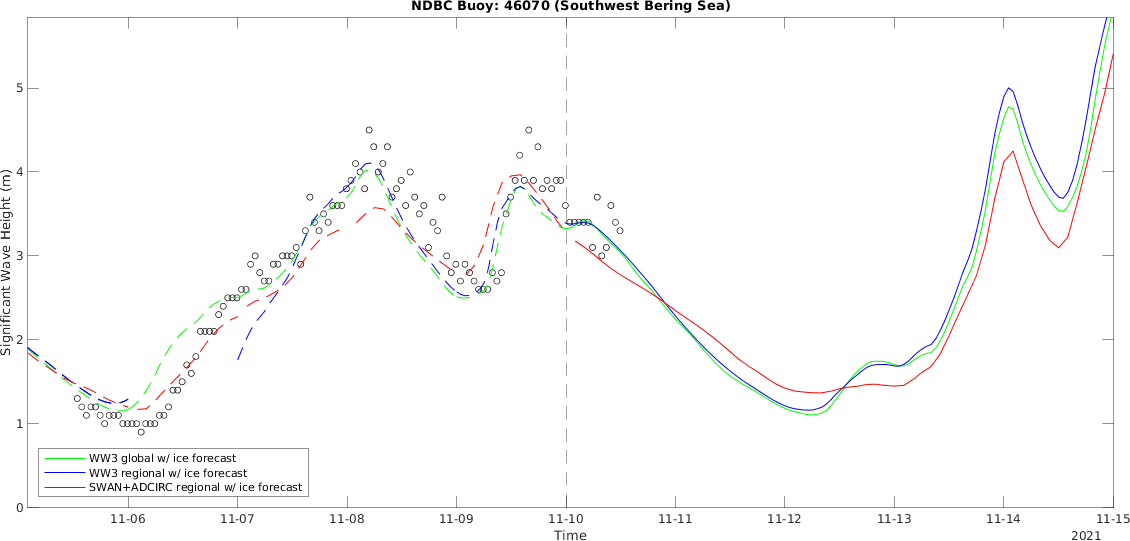 NDBC Buoy: 46070 (Southwest Bering Sea)
Significant Wave Height (m)
5
4
3
2
1
0
WW3 global w/ ice forecast
WW3 regional w/ ice forecast
SWAN+ADCIRC regional w/ ice forecast
11-06 11-07 11-08 11-09 11-10 11-11 11-12 11-13 11-14 11-15
Time
2021